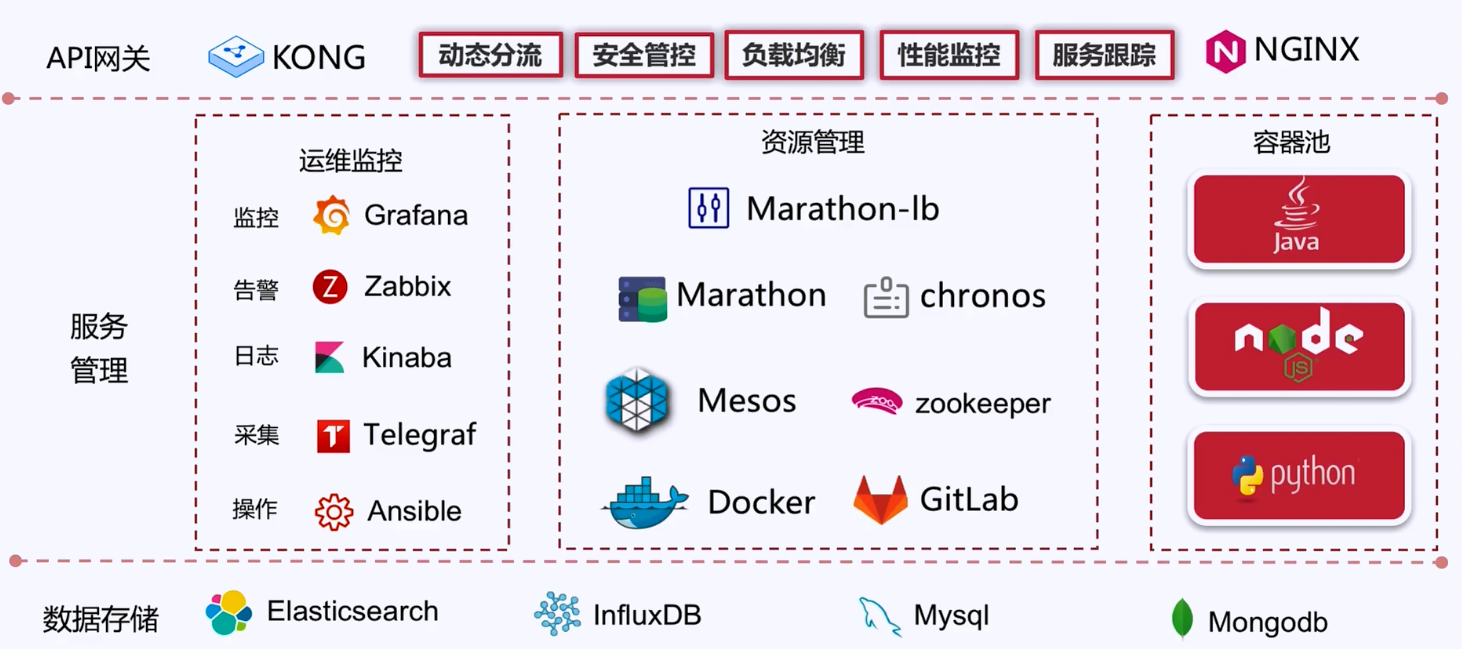 API网关
KONG
动态分流
安全管控
负载均衡
性能监控
服务跟踪
NGINX
服务
管理
运维监控
监控
Grafana
告警
Zabbix
日志
Kinaba
采集
Telegraf
操作
Ansible
资源管理
Marathon-lb
Marathon
chronos
Mesos
ZOO
zookeeper
Docker
GitLab
容器池
Java
node
JS
python
数据存储
Elasticsearch
InfluxDB
Mysql
Mongodb